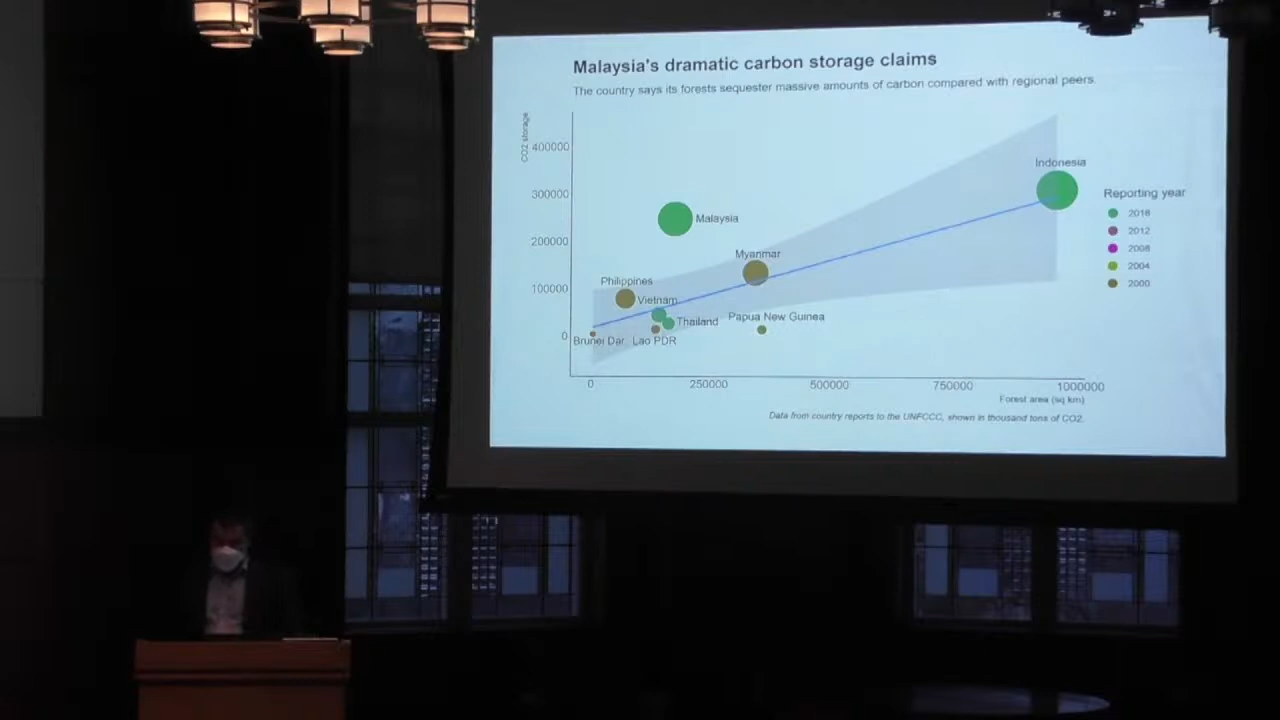 Malaysia's dramatic carbon storage claims
The country says its forests sequester massive amounts of carbon compared with regional peers.
CO2 storage
400000
300000
200000
100000
0
Indonesia
Malaysia
Myanmar
Philippines
Vietnam
Thailand
Papua New Guinea
Brunei Dar
Lao PDR
0
250000
500000
750000
1000000
Forest area (sq km)
Data from country reports to the UNFCCC, shown in thousand tons of CO2.
Reporting year
2016
2012
2008
2004
2000